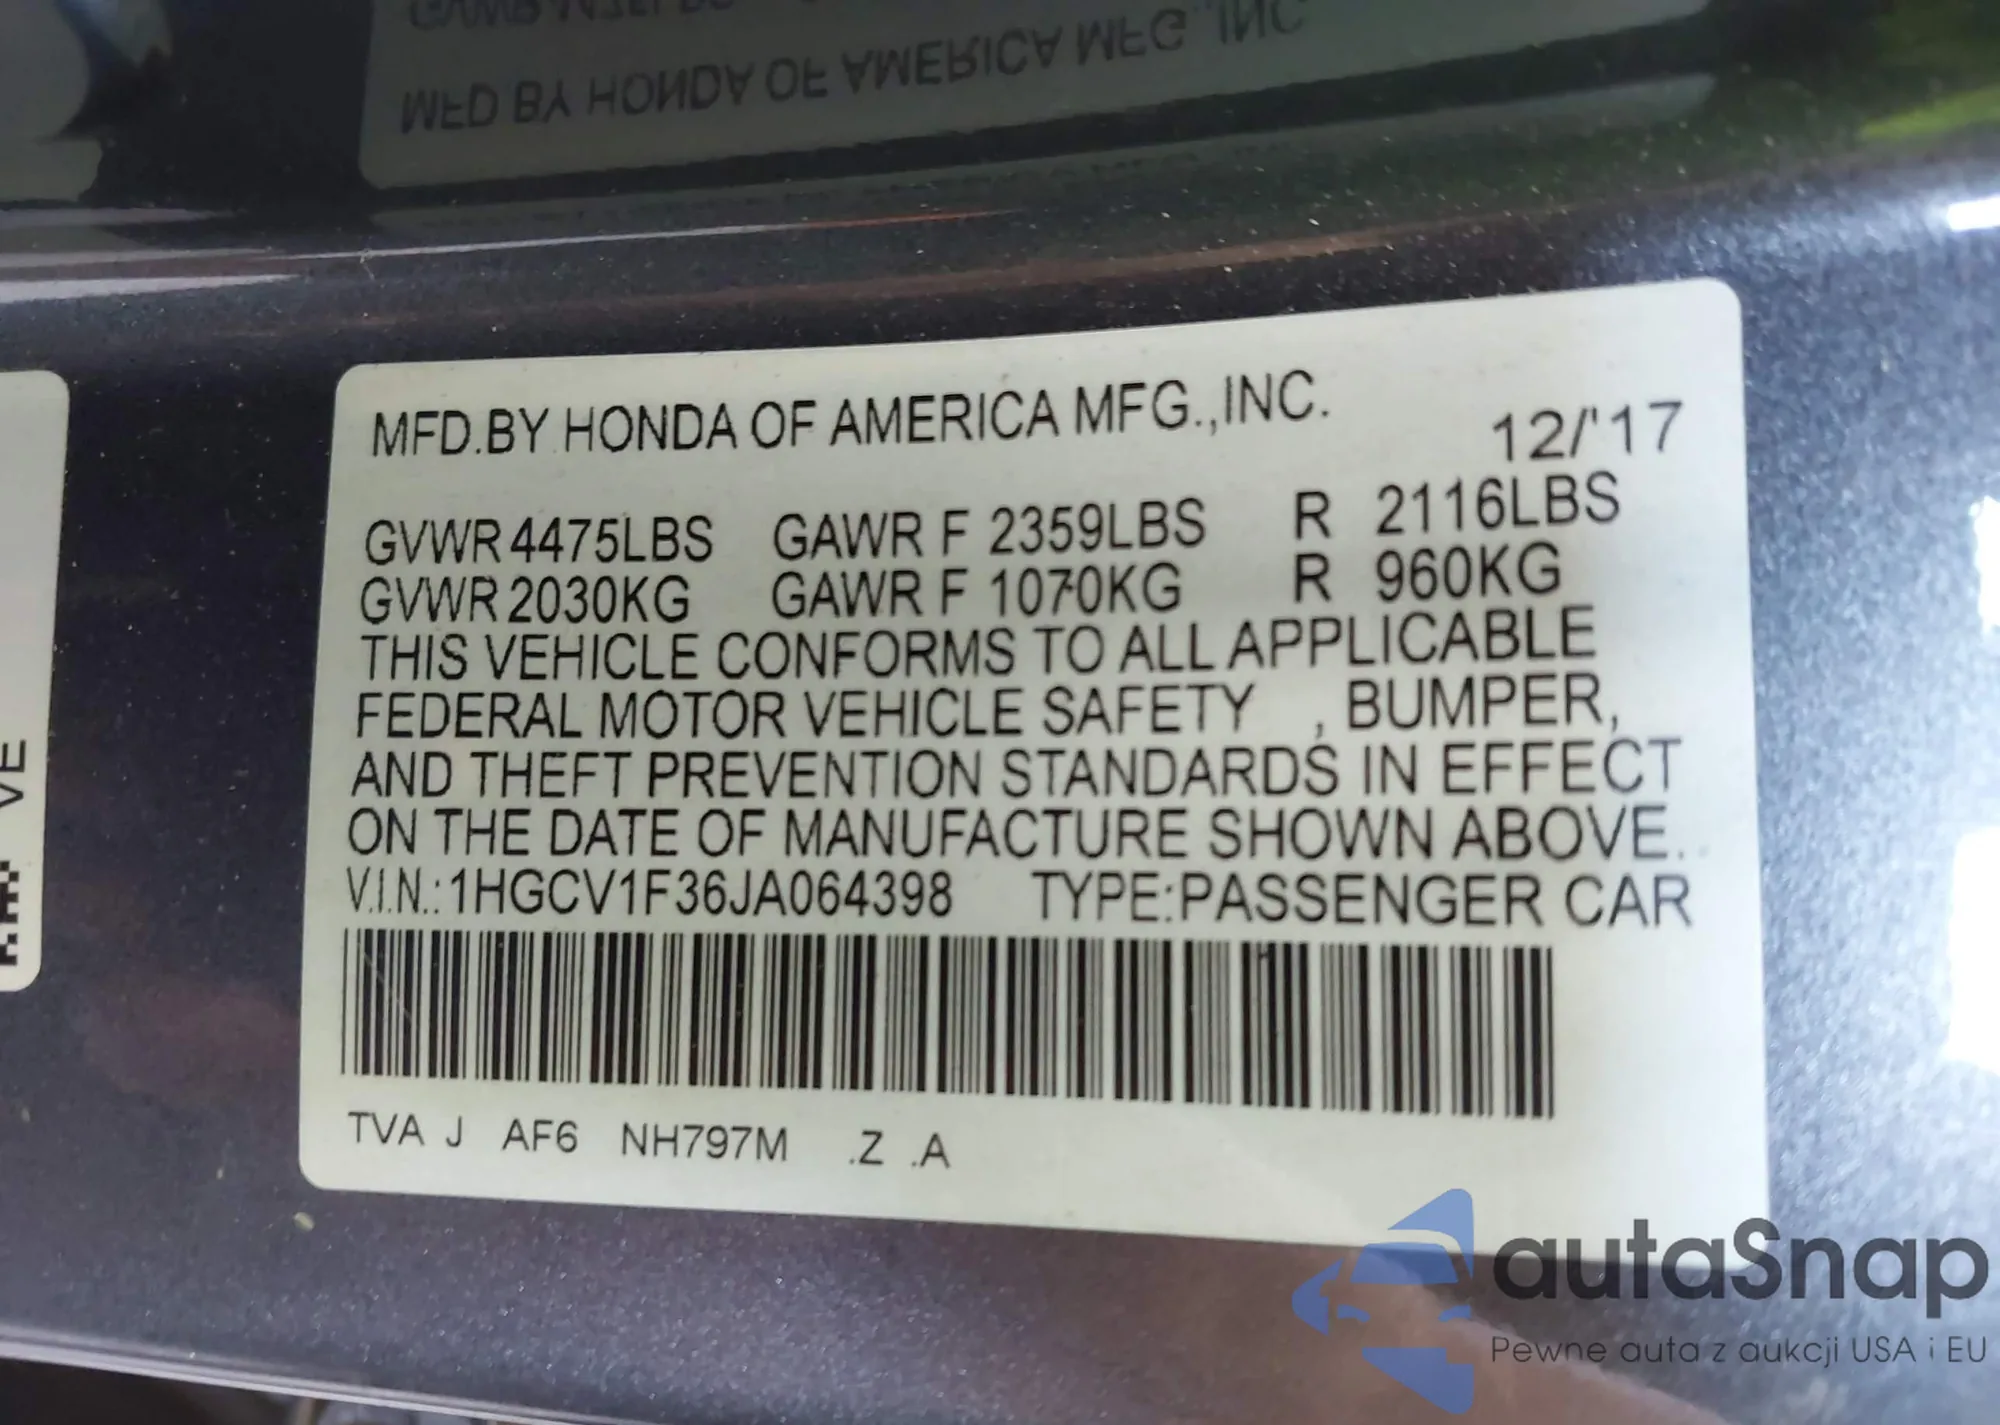 MFD BY HONDA OF AMERICA MFG.,INC
MFD.BY HONDA OF AMERICA MFG.,INC. 12/'17
GVWR 4475LBS GAWR F 2359LBS R 2116LBS
GVWR 2030KG GAWR F 1070KG R 960KG
THIS VEHICLE CONFORMS TO ALL APPLICABLE
FEDERAL MOTOR VEHICLE SAFETY , BUMPER,
AND THEFT PREVENTION STANDARDS IN EFFECT
ON THE DATE OF MANUFACTURE SHOWN ABOVE.
V.I.N.:1HGCV1F36JA064398 TYPE:PASSENGER CAR
TVA J AF6 NH797M .Z .A
VE
autaSnap
Pewne auta z aukcji USA i EU